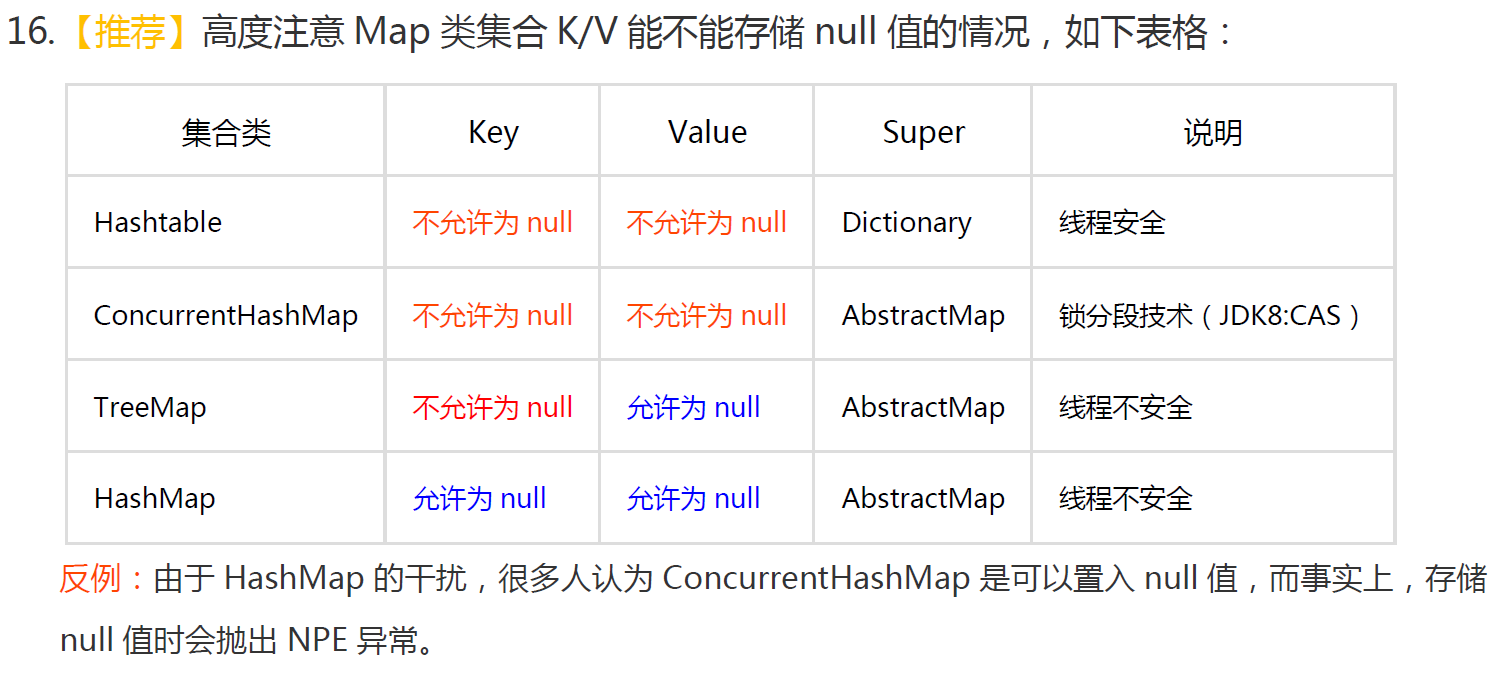 16.【推荐】高度注意 Map 类集合 K/V 能不能存储 null 值的情况，如下表格：
集合类 Key Value Super 说明
Hashtable 不允许为 null 不允许为 null Dictionary 线程安全
ConcurrentHashMap 不允许为 null 不允许为 null AbstractMap 锁分段技术（JDK8:CAS）
TreeMap 不允许为 null 允许为 null AbstractMap 线程不安全
HashMap 允许为 null 允许为 null AbstractMap 线程不安全
反例：由于 HashMap 的干扰，很多人认为 ConcurrentHashMap 是可以置入 null 值，而事实上，存储
null 值时会抛出 NPE 异常。